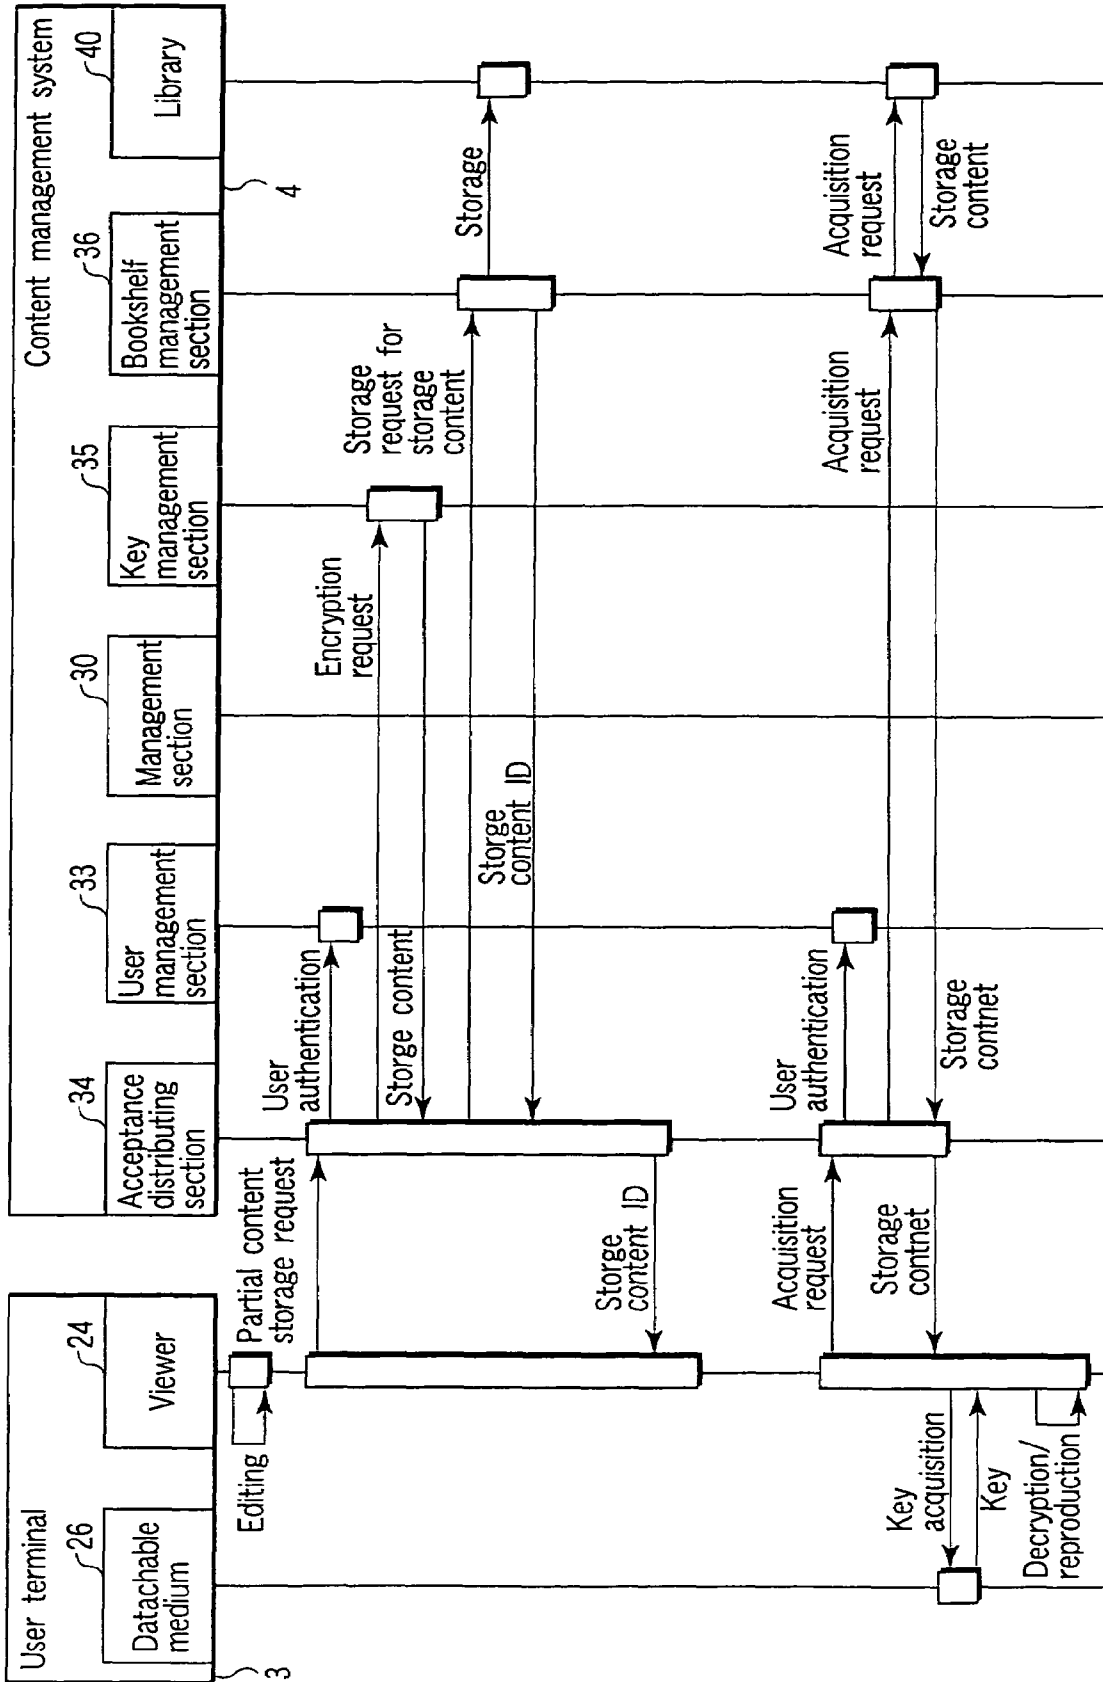 User terminal
3
26
Datachable
medium
24
Viewer
Content management system
4
34
Acceptance
distributing
section
33
User
management
section
30
Management
section
35
Key
management
section
36
Bookshelf
management
section
40
Library
Editing
Partial content
storage request
User
authentication
Encryption
request
Storge content
Storage
request for
storage
content
Storage
Storge
content ID
Storge
content ID
Acquisition
request
User
authentication
Acquisition
request
Acquisition
request
Storage
content
Storage
contnet
Storage
contnet
Key
acquisition
Key
Decryption/
reproduction